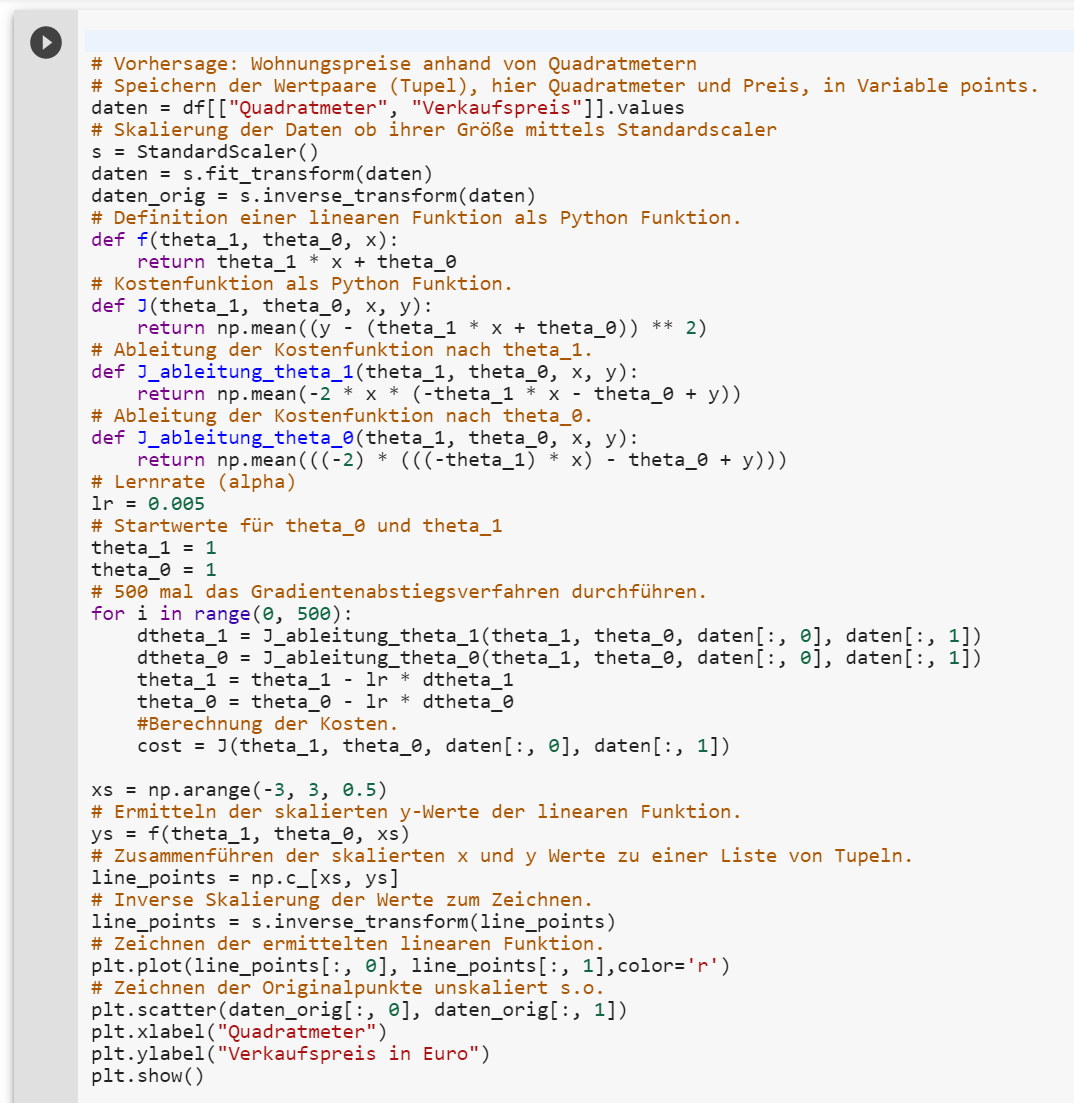 # Vorhersage: Wohnungspreise anhand von Quadratmetern
# Speichern der Wertpaare (Tupel), hier Quadratmeter und Preis, in Variable points.
daten = df[["Quadratmeter", "Verkaufspreis"]].values
# Skalierung der Daten ob ihrer Größe mittels Standardscaler
s = StandardScaler()
daten = s.fit_transform(daten)
daten_orig = s.inverse_transform(daten)
# Definition einer linearen Funktion als Python Funktion.
def f(theta_1, theta_0, x):
    return theta_1 * x + theta_0
# Kostenfunktion als Python Funktion.
def J(theta_1, theta_0, x, y):
    return np.mean((y - (theta_1 * x + theta_0)) ** 2)
# Ableitung der Kostenfunktion nach theta_1.
def J_ableitung_theta_1(theta_1, theta_0, x, y):
    return np.mean(-2 * x * (-theta_1 * x - theta_0 + y))
# Ableitung der Kostenfunktion nach theta_0.
def J_ableitung_theta_0(theta_1, theta_0, x, y):
    return np.mean(((-2) * (((-theta_1) * x) - theta_0 + y)))
# Lernrate (alpha)
lr = 0.005
# Startwerte für theta_0 und theta_1
theta_1 = 1
theta_0 = 1
# 500 mal das Gradientenabstiegsverfahren durchführen.
for i in range(0, 500):
    dtheta_1 = J_ableitung_theta_1(theta_1, theta_0, daten[:, 0], daten[:, 1])
    dtheta_0 = J_ableitung_theta_0(theta_1, theta_0, daten[:, 0], daten[:, 1])
    theta_1 = theta_1 - lr * dtheta_1
    theta_0 = theta_0 - lr * dtheta_0
    #Berechnung der Kosten.
    cost = J(theta_1, theta_0, daten[:, 0], daten[:, 1])
xs = np.arange(-3, 3, 0.5)
# Ermitteln der skalierten y-Werte der linearen Funktion.
ys = f(theta_1, theta_0, xs)
# Zusammenführen der skalierten x und y Werte zu einer Liste von Tupeln.
line_points = np.c_[xs, ys]
# Inverse Skalierung der Werte zum Zeichnen.
line_points = s.inverse_transform(line_points)
# Zeichnen der ermittelten linearen Funktion.
plt.plot(line_points[:, 0], line_points[:, 1],color='r')
# Zeichnen der Originalpunkte unskaliert s.o.
plt.scatter(daten_orig[:, 0], daten_orig[:, 1])
plt.xlabel("Quadratmeter")
plt.ylabel("Verkaufspreis in Euro")
plt.show()